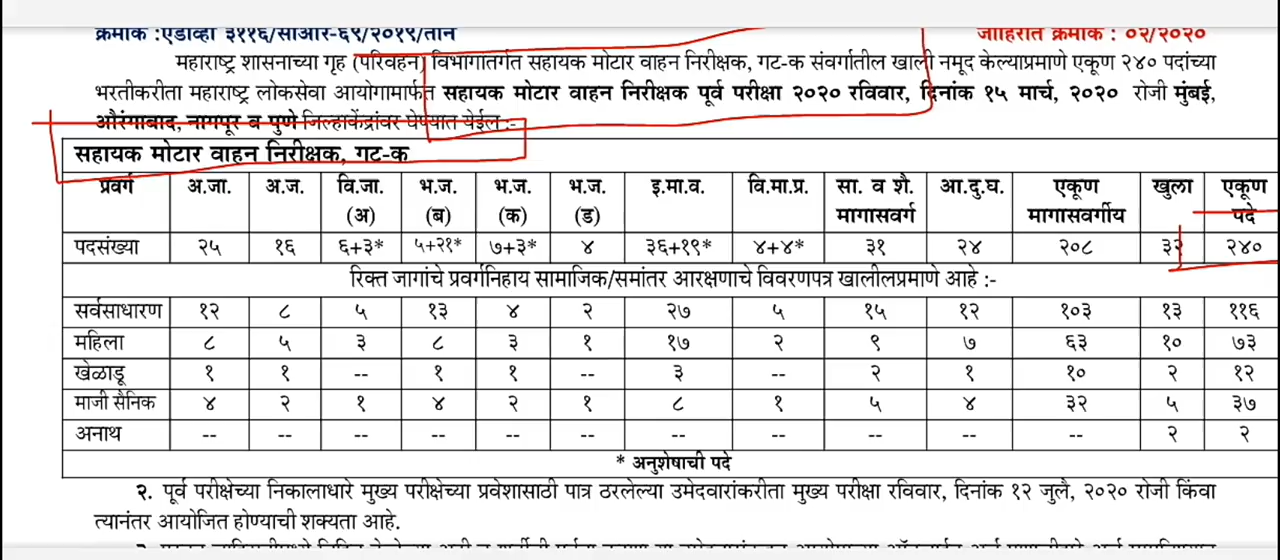 क्रमांक :एडीव्ही ३११६/सीआर-६९/२०१९/तीन जाहिरात क्रमांक : ०२/२०२०
महाराष्ट्र शासनाच्या गृह (परिवहन) विभागातर्गत सहायक मोटार वाहन निरीक्षक, गट-क संवर्गातील खाली नमूद केल्याप्रमाणे एकूण २४० पदांच्या
भरतीकरीता महाराष्ट्र लोकसेवा आयोगामार्फत सहायक मोटार वाहन निरीक्षक पूर्व परीक्षा २०२० रविवार, दिनांक १५ मार्च, २०२० रोजी मुंबई,
औरंगाबाद, नागपूर व पुणे जिल्हाकेंद्रांवर घेण्यात येईल :-
सहायक मोटार वाहन निरीक्षक, गट-क
प्रवर्ग अ.जा. अ.ज. वि.जा. (अ) भ.ज. (ब) भ.ज. (क) भ.ज. (ड) इ.मा.व. वि.मा.प्र. सा. व शै. मागासवर्ग आ.दु.घ. एकूण मागासवर्गीय खुला एकूण पदे
पदसंख्या २५ १६ ६+३* ५+२१* ७+३* ४ ३६+१९* ४+४* ३१ २४ २०८ ३२ २४०
रिक्त जागांचे प्रवर्गनिहाय सामाजिक/समांतर आरक्षणाचे विवरणपत्र खालीलप्रमाणे आहे :-
सर्वसाधारण १२ ८ ५ १३ ४ २ २७ ५ १५ १२ १०३ १३ ११६
महिला ८ ५ ३ ८ ३ १ १७ २ ९ ७ ६३ १० ७३
खेळाडू १ १ -- १ १ -- ३ २ १ १० २ १२
माजी सैनिक ४ २ १ ४ २ १ ८ १ ५ ४ ३२ ५ ३७
अनाथ -- -- -- -- -- -- -- -- -- -- -- २ २
* अनुशेषाची पदे
२. पूर्व परीक्षेच्या निकालाधारे मुख्य परीक्षेच्या प्रवेशासाठी पात्र ठरलेल्या उमेदवारांकरीता मुख्य परीक्षा रविवार, दिनांक १२ जुलै, २०२० रोजी किंवा
त्यानंतर आयोजित होण्याची शक्यता आहे.